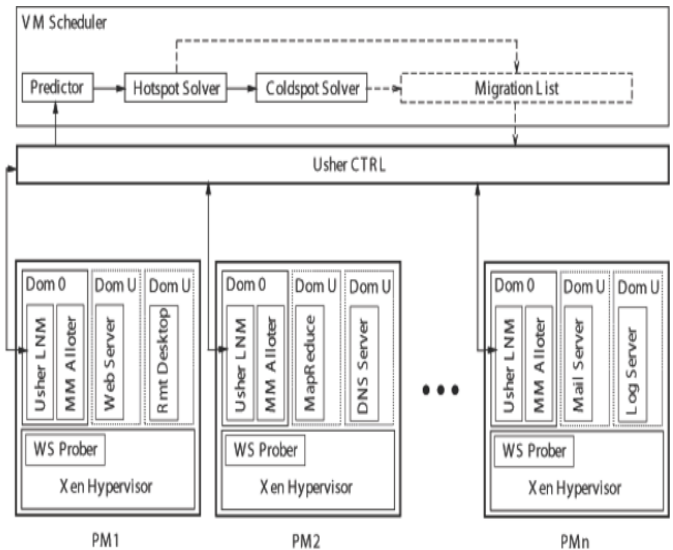 VM Scheduler
Predictor
Hotspot Solver
Coldspot Solver
Migration List
Usher CTRL
Dom 0
Dom U
Dom U
Usher LNM
MM Alloter
Web Server
Rmt Desktop
WS Prober
Xen Hypervisor
PM1
Dom 0
Dom U
Dom U
Usher LNM
MM Alloter
MapReduce
DNS Server
WS Prober
Xen Hypervisor
PM2
Dom 0
Dom U
Dom U
Usher LNM
MM Alloter
Mail Server
Log Server
WS Prober
Xen Hypervisor
PMn